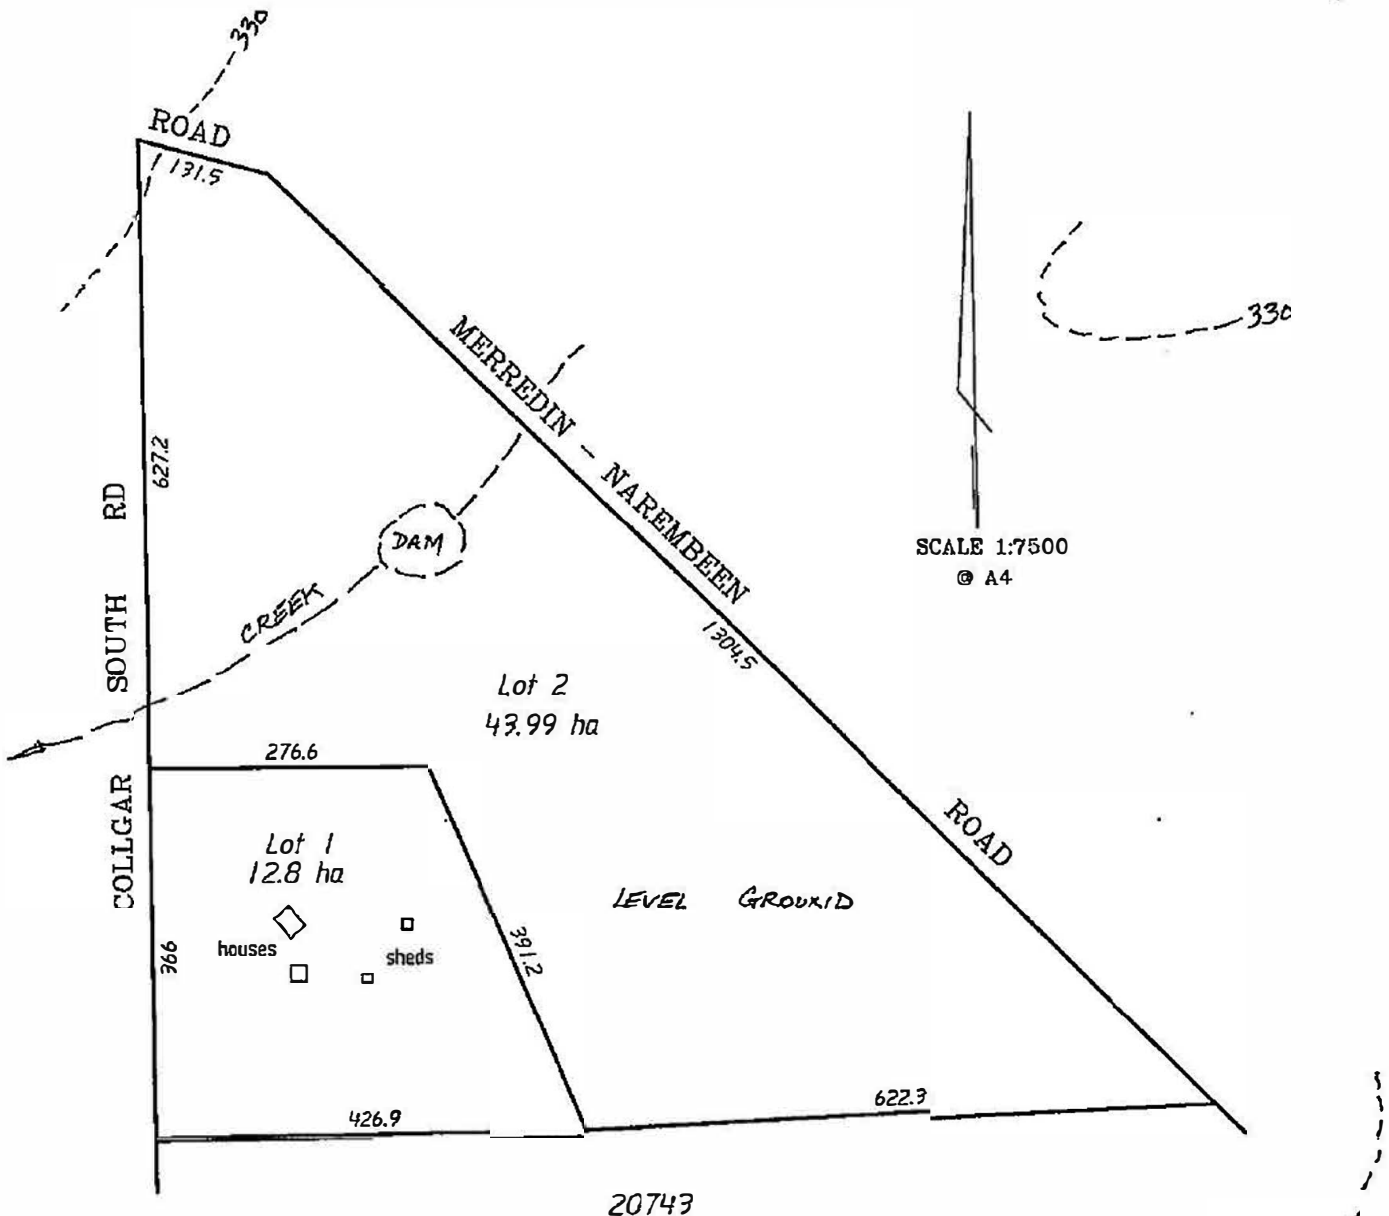 330
ROAD
131.5
MERREDIN - NAREMBEEN
330
627.2
COLLGAR SOUTH RD
DAM
SCALE 1:7500
@ A4
CREEK
1304.5
Lot 2
43.99 ha
276.6
ROAD
Lot 1
12.8 ha
LEVEL GROUND
houses
sheds
366
391.2
622.3
426.9
20743